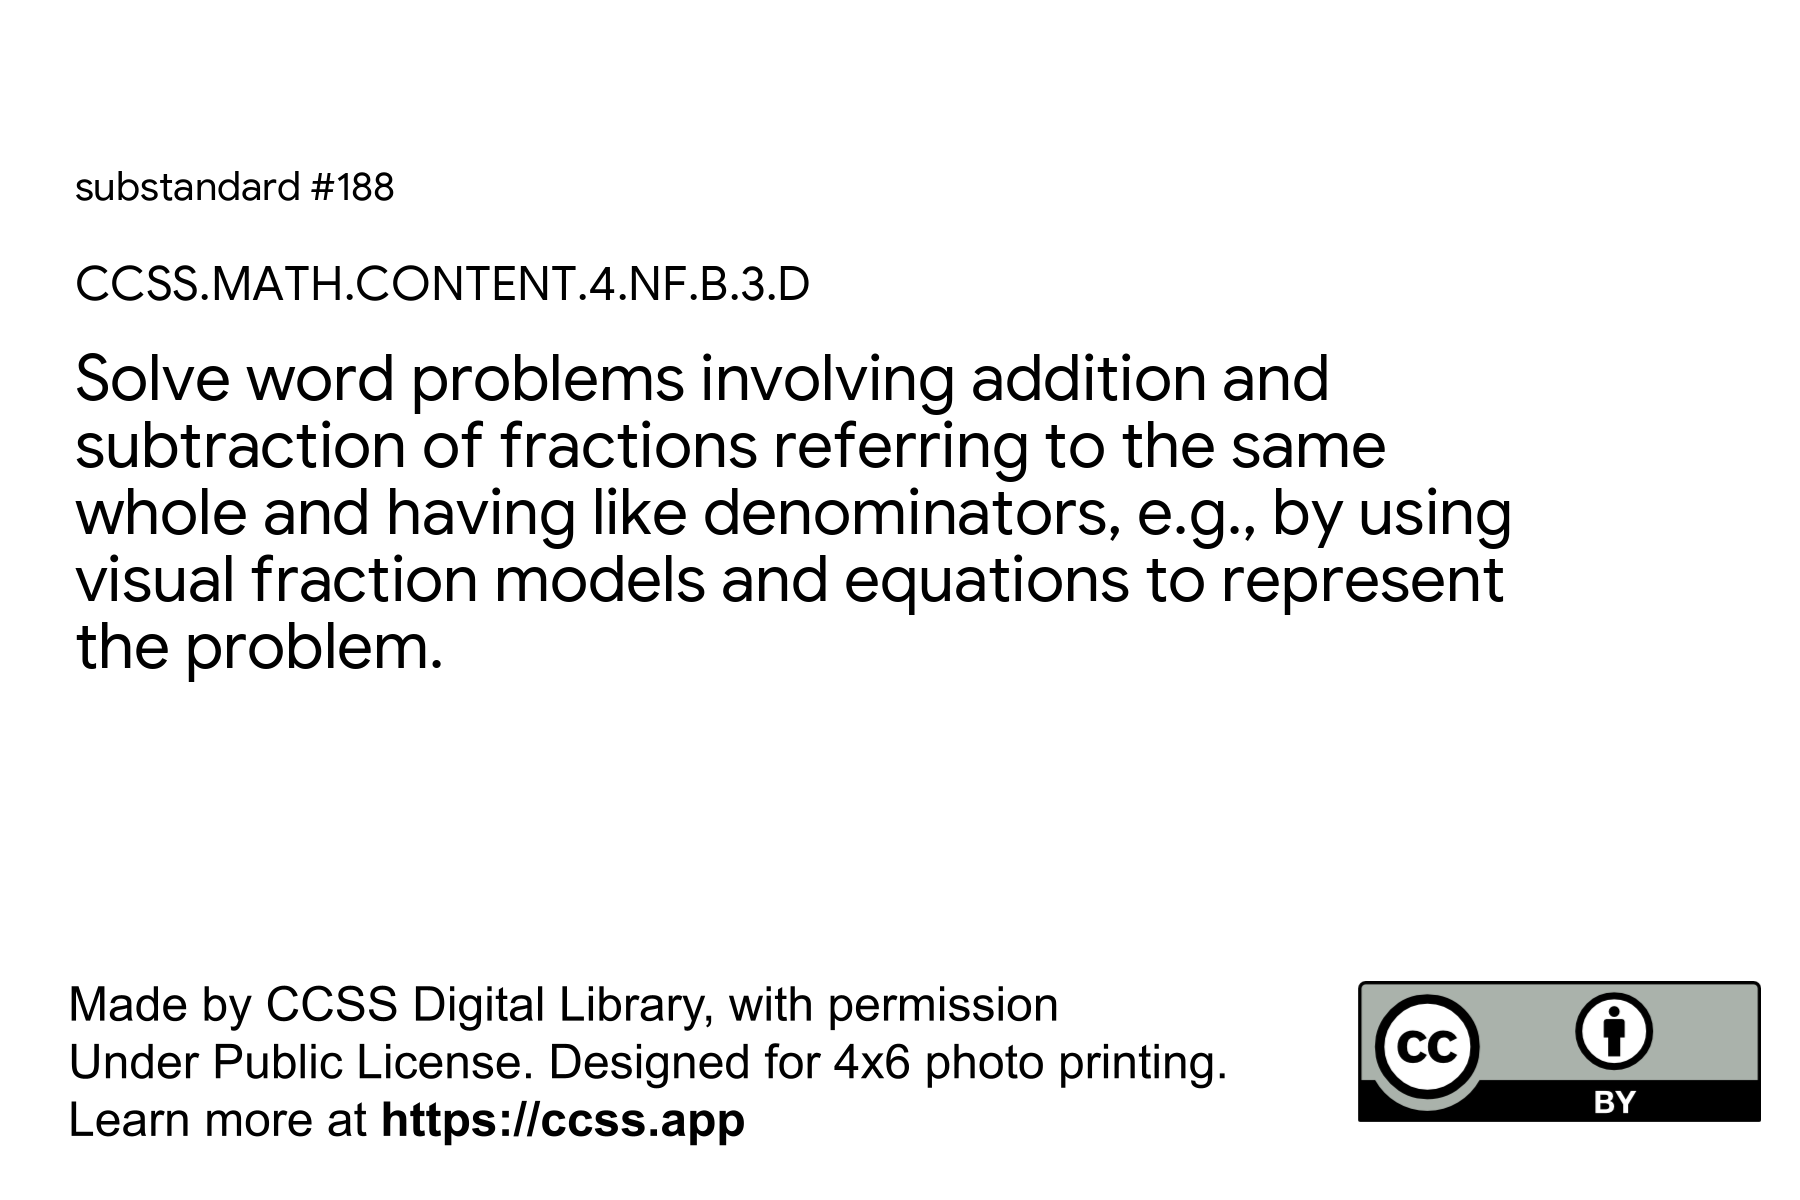 substandard #188
CCSS.MATH.CONTENT.4.NF.B.3.D
Solve word problems involving addition and
subtraction of fractions referring to the same
whole and having like denominators, e.g., by using
visual fraction models and equations to represent
the problem.
Made by CCSS Digital Library, with permission
Under Public License. Designed for 4x6 photo printing.
Learn more at https://ccss.app
CC
BY